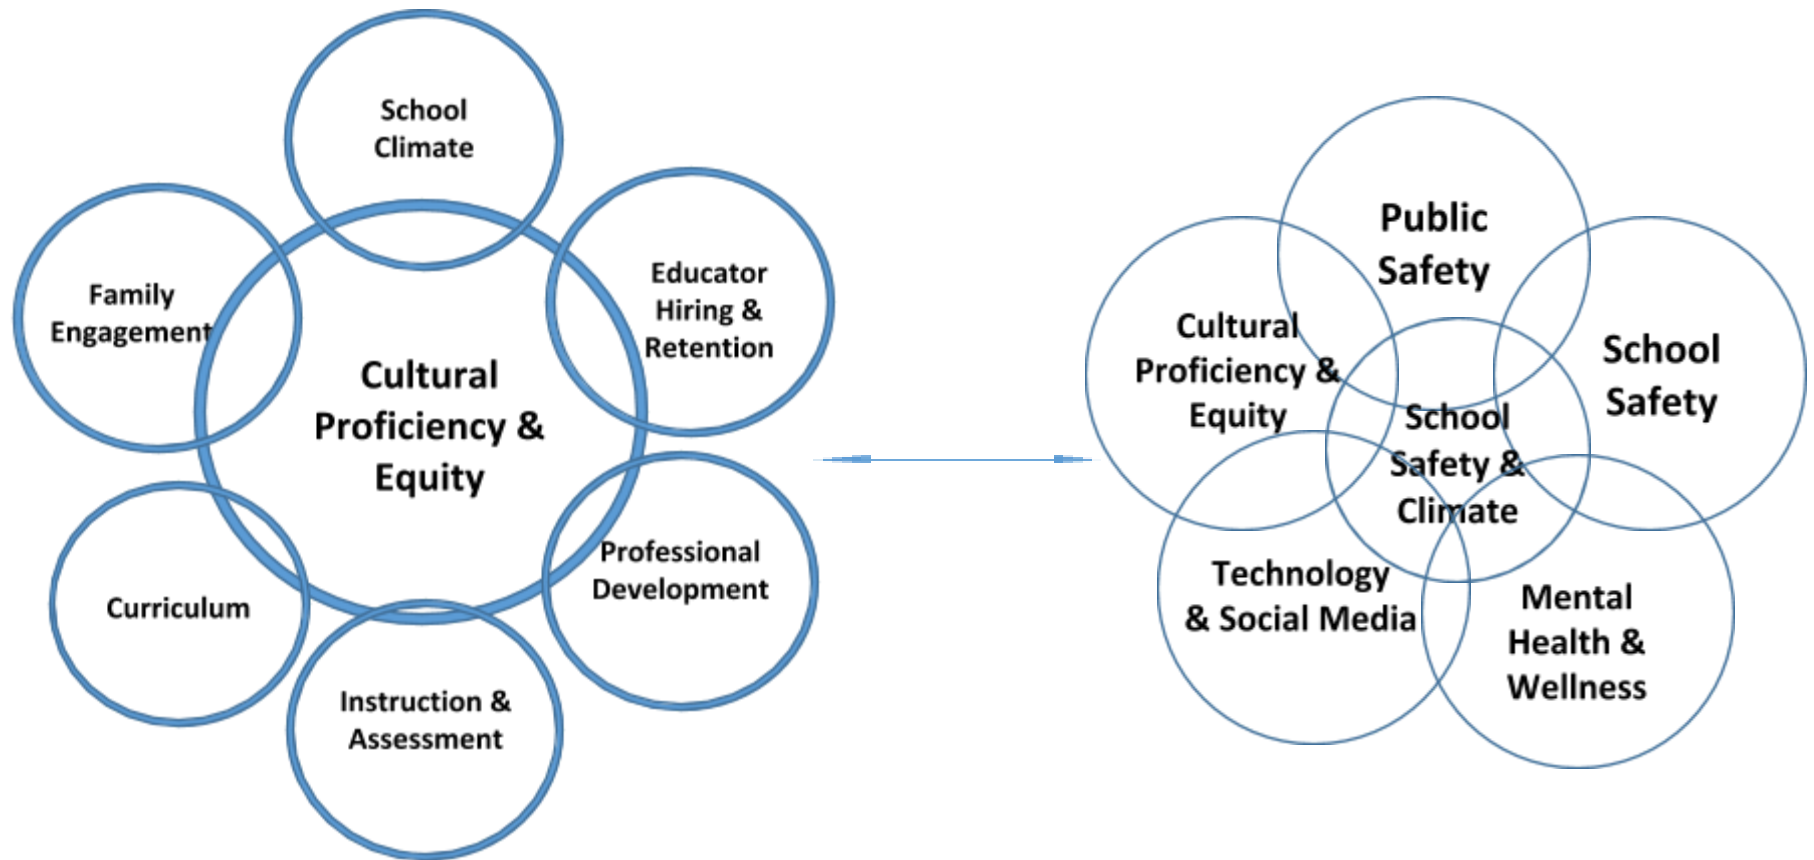 School
Climate
Family
Engagement
Educator
Hiring &
Retention
Cultural
Proficiency &
Equity
Curriculum
Professional
Development
Instruction &
Assessment
Public
Safety
Cultural
Proficiency &
Equity
School
Safety
School
Safety &
Climate
Technology
& Social Media
Mental
Health &
Wellness